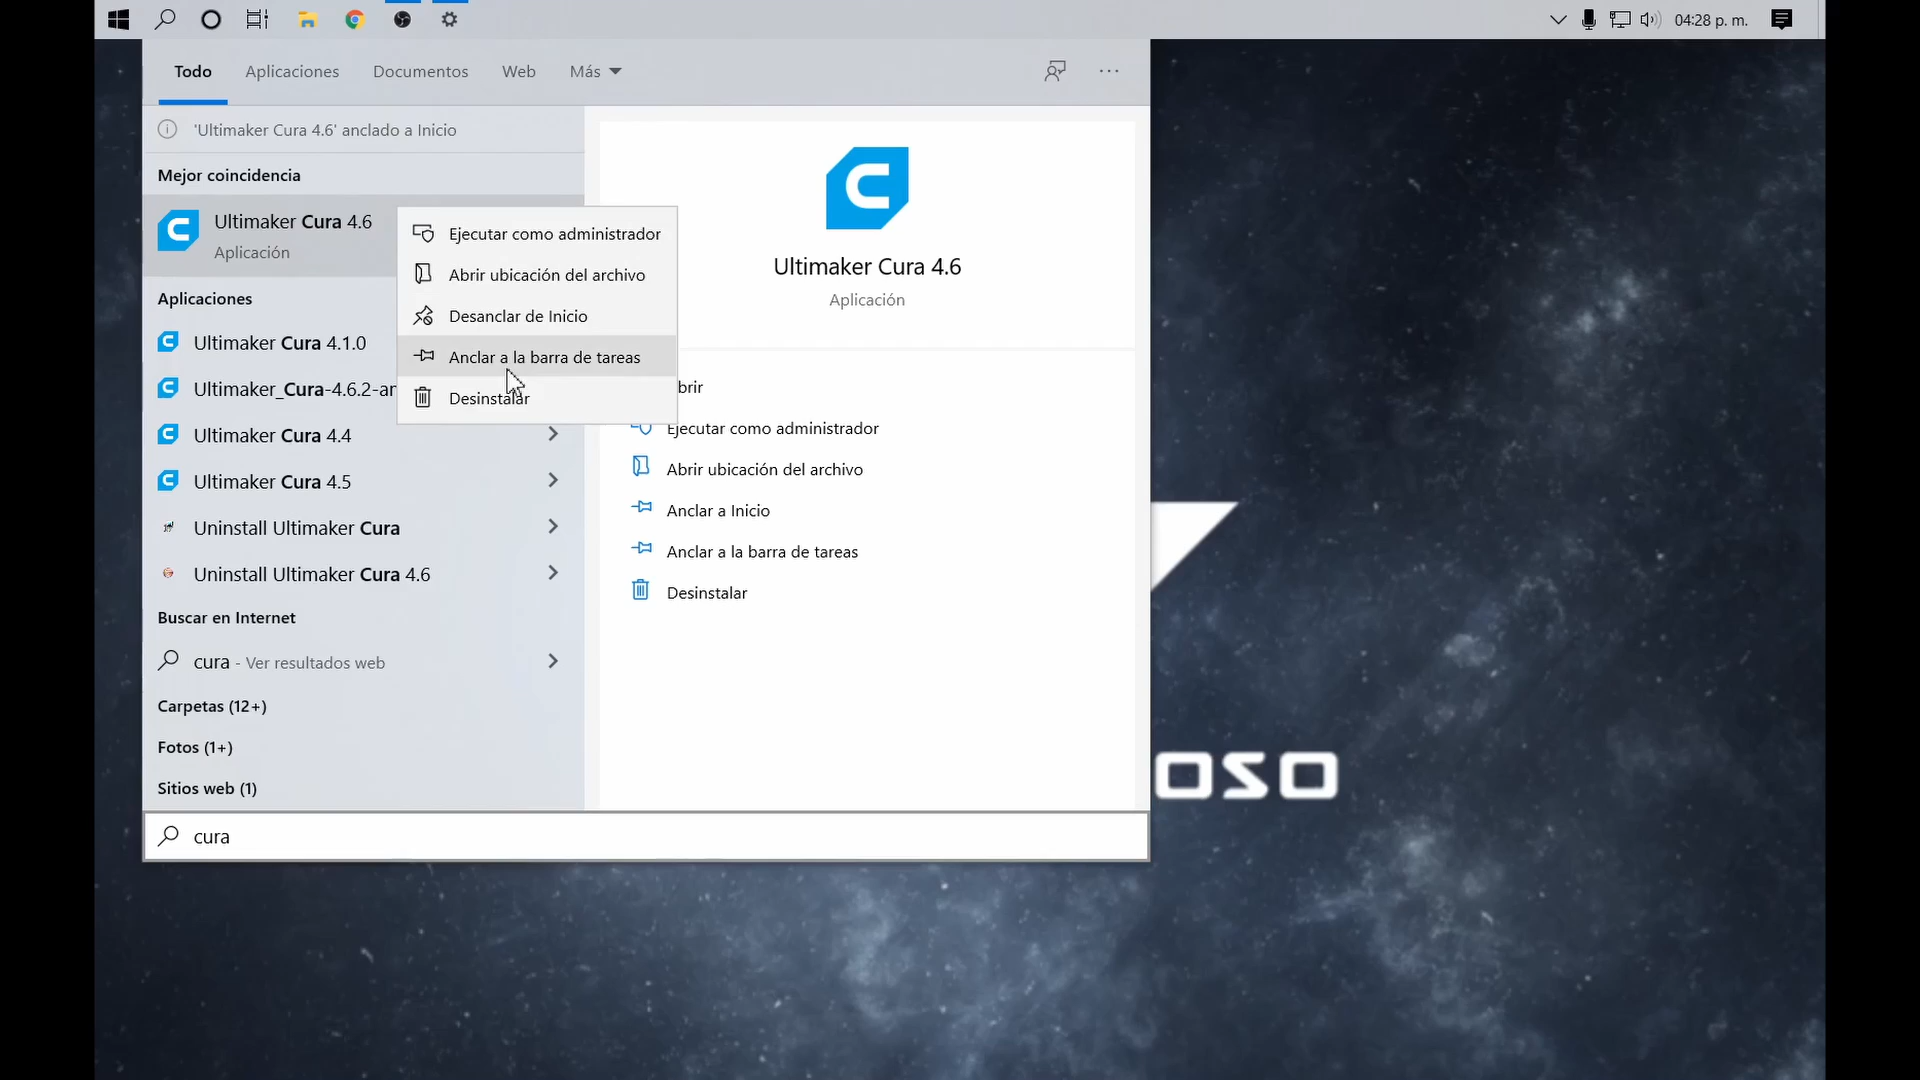 04:28 p. m.
Todo Aplicaciones Documentos Web Más
'Ultimaker Cura 4.6' anclado a Inicio
Mejor coincidencia
Ultimaker Cura 4.6
Aplicación
Aplicaciones
Ultimaker Cura 4.1.0
Ultimaker_Cura-4.6.2-ar
Ultimaker Cura 4.4
Ultimaker Cura 4.5
Uninstall Ultimaker Cura
Uninstall Ultimaker Cura 4.6
Buscar en Internet
cura - Ver resultados web
Carpetas (12+)
Fotos (1+)
Sitios web (1)
cura
Ejecutar como administrador
Abrir ubicación del archivo
Desanclar de Inicio
Anclar a la barra de tareas
Desinstalar
Ultimaker Cura 4.6
Aplicación
brir
Ejecutar como administrador
Abrir ubicación del archivo
Anclar a Inicio
Anclar a la barra de tareas
Desinstalar
OSO